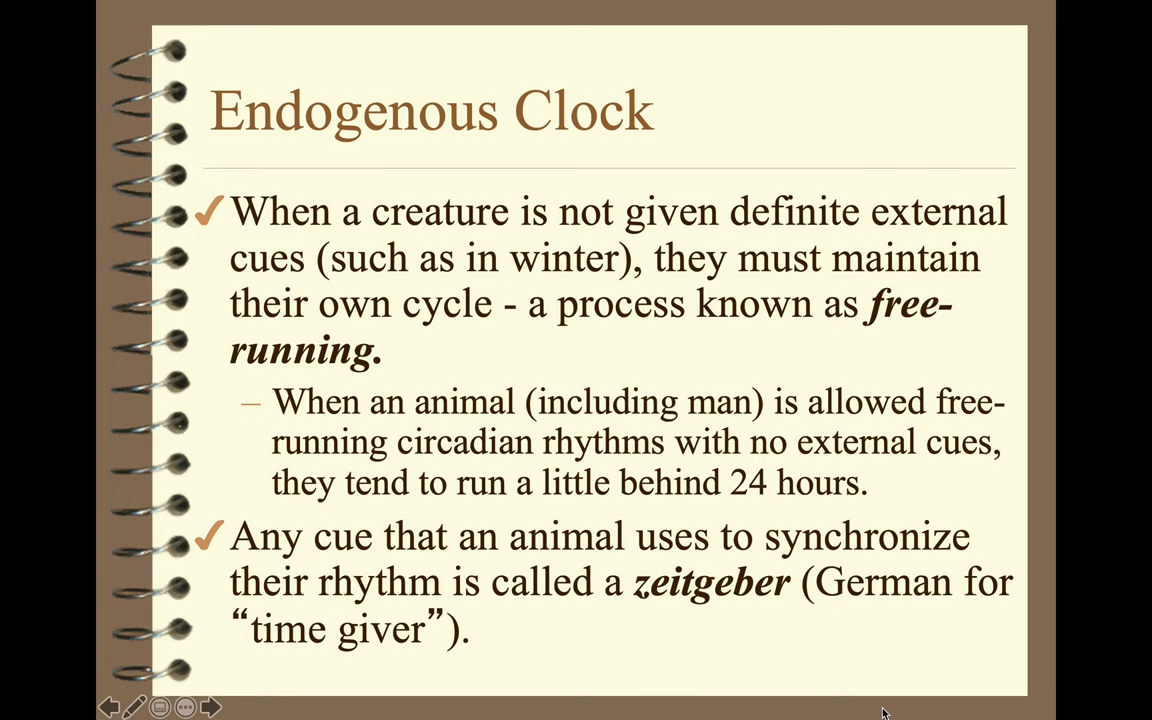 Endogenous Clock
When a creature is not given definite external
cues (such as in winter), they must maintain
their own cycle - a process known as free-
running.
– When an animal (including man) is allowed free-
running circadian rhythms with no external cues,
they tend to run a little behind 24 hours.
Any cue that an animal uses to synchronize
their rhythm is called a zeitgeber (German for
“time giver”).